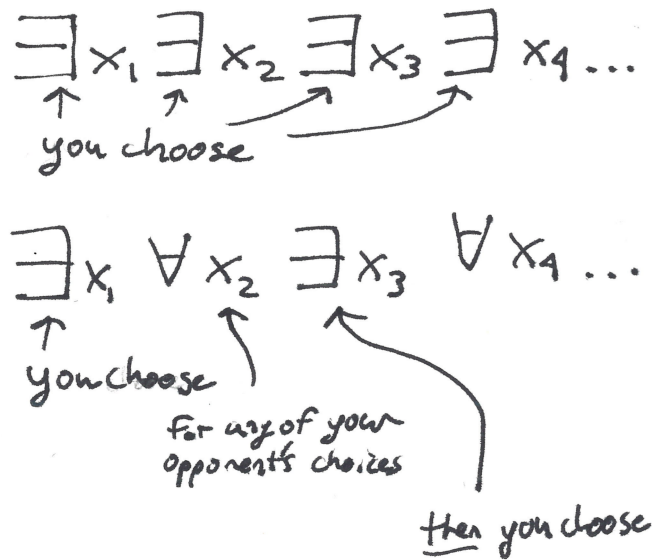 ∃ x₁ ∃ x₂ ∃ x₃ ∃ x₄ ...
you choose
∃ x₁ ∀ x₂ ∃ x₃ ∀ x₄ ...
you choose
For any of your
opponent's choices
then you choose